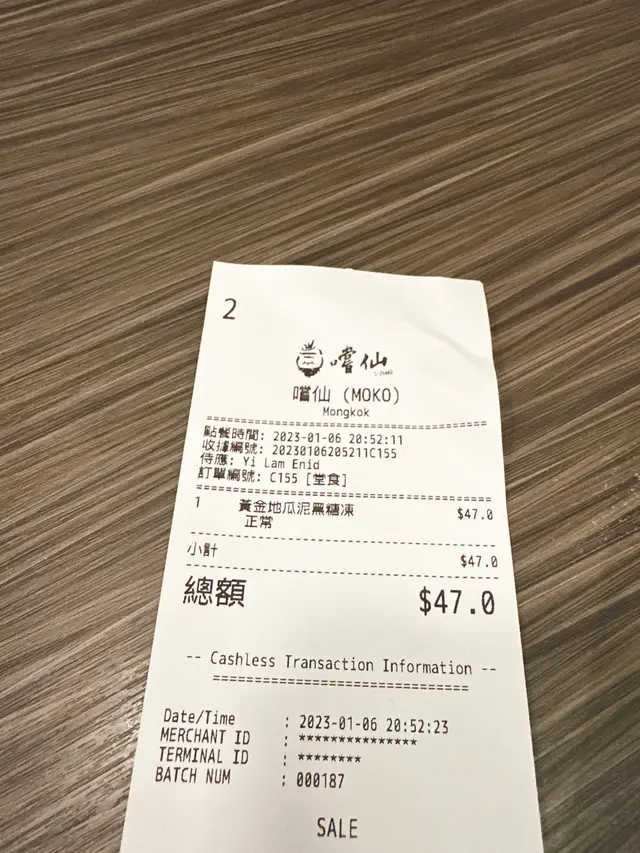 2
嚐仙
嚐仙 (MOKO)
Mongkok
================================
點餐時間: 2023-01-06 20:52:11
收據編號: 20230106205211C155
侍應: Yi Lam Enid
訂單編號: C155 [堂食]
================================
1 黃金地瓜泥黑糖凍 $47.0
正常
--------------------------------
小計 $47.0
--------------------------------
總額 $47.0
-- Cashless Transaction Information --
==============================
Date/Time : 2023-01-06 20:52:23
MERCHANT ID : ***************
TERMINAL ID : ********
BATCH NUM : 000187
SALE